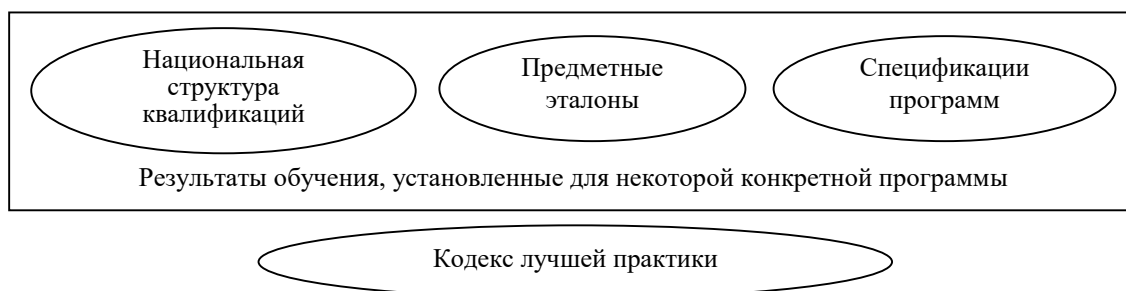 Национальная
структура
квалификаций
Предметные
эталоны
Спецификации
программ
Результаты обучения, установленные для некоторой конкретной программы
Кодекс лучшей практики